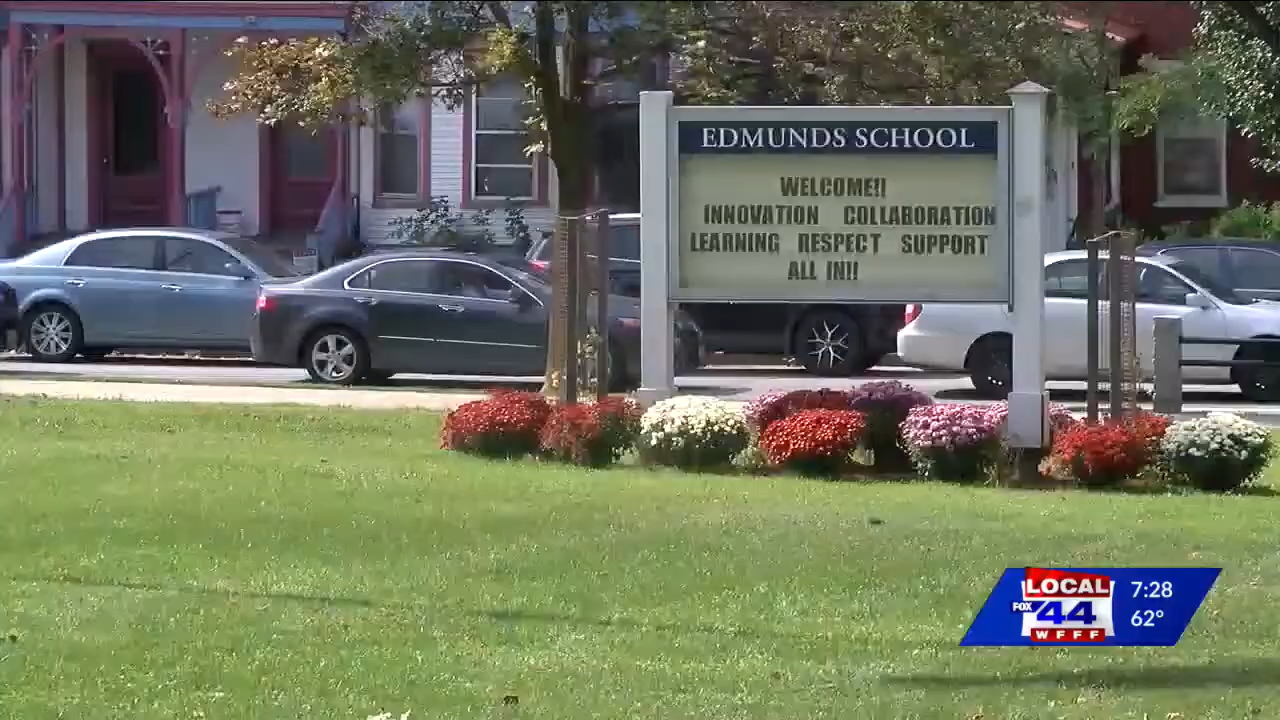 EDMUNDS SCHOOL
WELCOME!!
INNOVATION COLLABORATION
LEARNING RESPECT SUPPORT
ALL IN!!
LOCAL
FOX 44
WFFF
7:28
62°